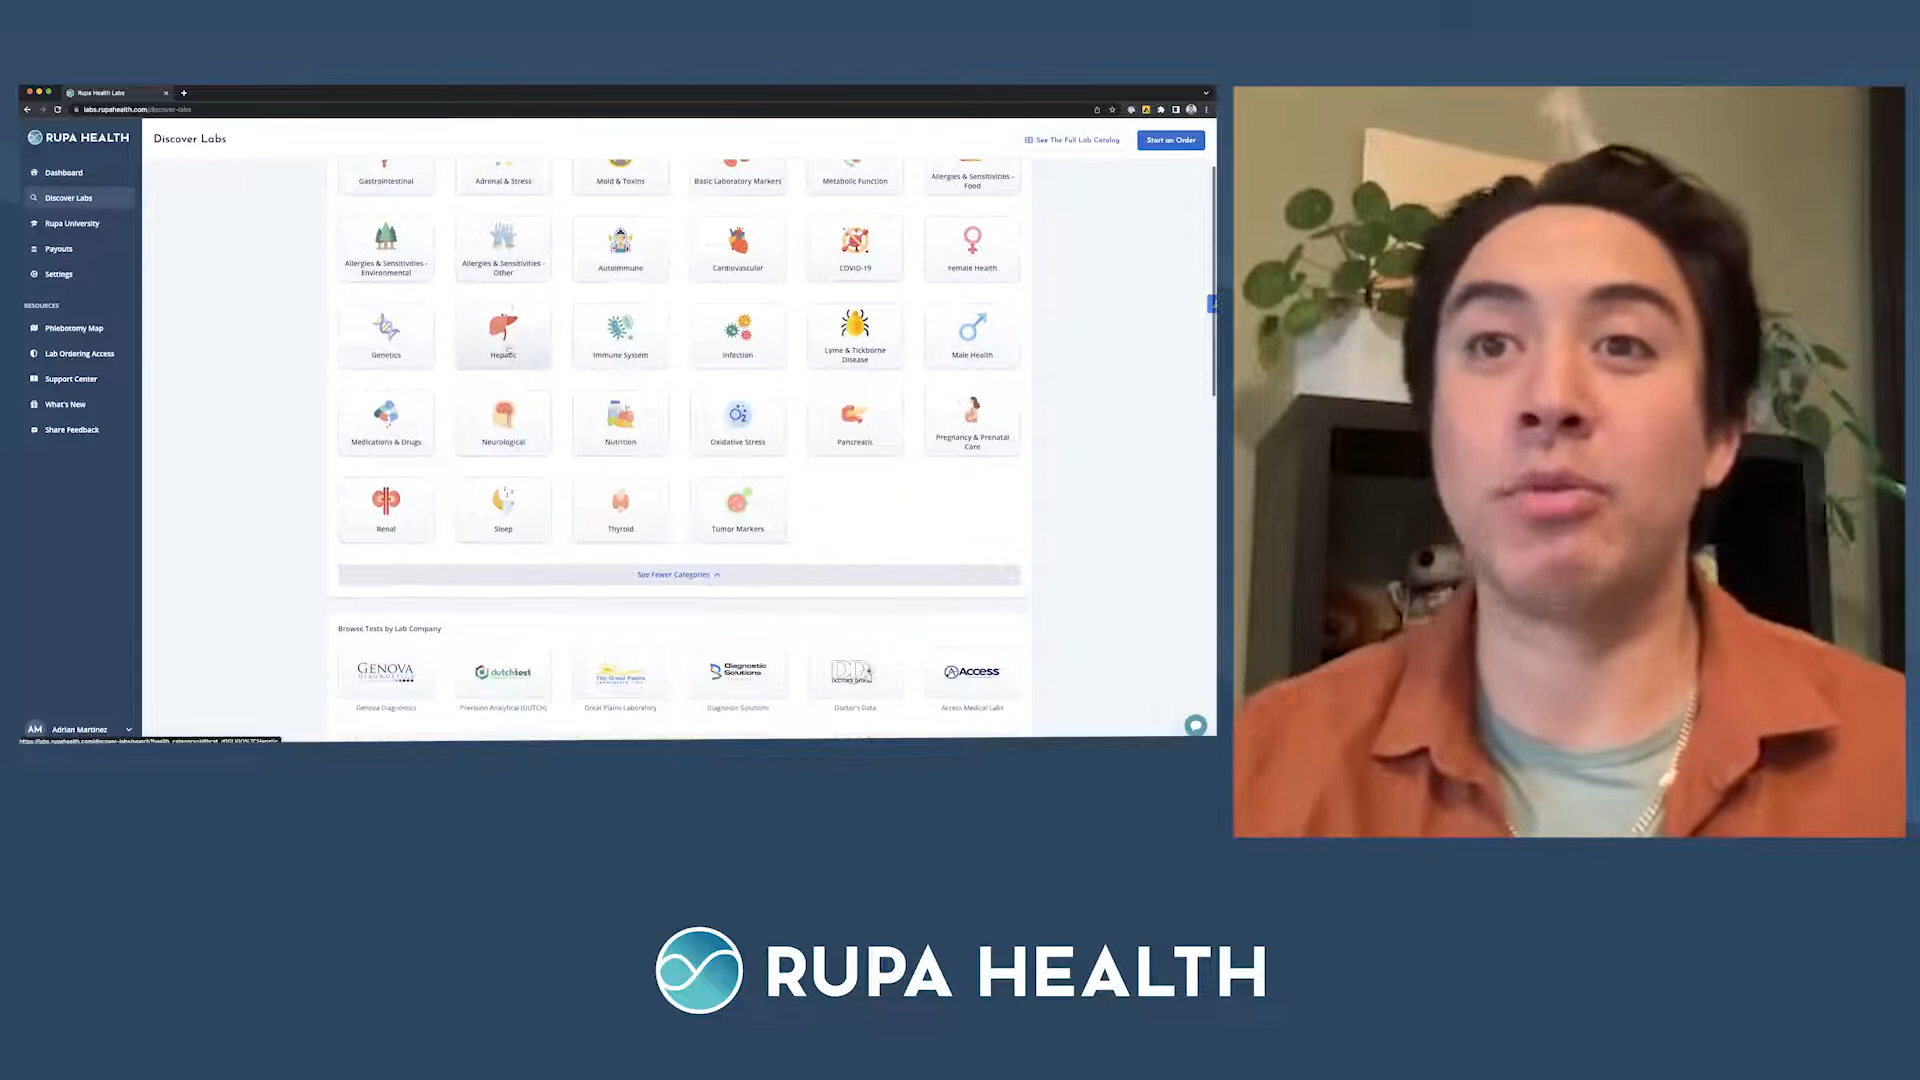 Rupa Health Labs
labs.rupahealth.com/discover-labs
RUPA HEALTH
Discover Labs
See The Full Lab Catalog
Start an Order
Dashboard
Discover Labs
Rupa University
Payouts
Settings
RESOURCES
Phlebotomy Map
Lab Ordering Access
Support Center
What's New
Share Feedback
AM
Adrian Martinez
Gastrointestinal
Adrenal & Stress
Mold & Toxins
Basic Laboratory Markers
Metabolic Function
Allergies & Sensitivities -
Food
Allergies & Sensitivities -
Environmental
Allergies & Sensitivities -
Other
Autoimmune
Cardiovascular
COVID-19
Female Health
Genetics
Hepatic
Immune System
Infection
Lyme & Tickborne
Disease
Male Health
Medications & Drugs
Neurological
Nutrition
O2
Oxidative Stress
Pancreatic
Pregnancy & Prenatal
Care
Renal
Sleep
Thyroid
Tumor Markers
See Fewer Categories
Browse Tests by Lab Company
GENOVA
DIAGNOSTICS
dutchtest
The Great Plains
Diagnostic
Solutions
Access
Genova Diagnostics
Precision Analytical (DUTCH)
Great Plains Laboratory
Diagnostic Solutions
Doctor's Data
Access Medical Labs
RUPA HEALTH